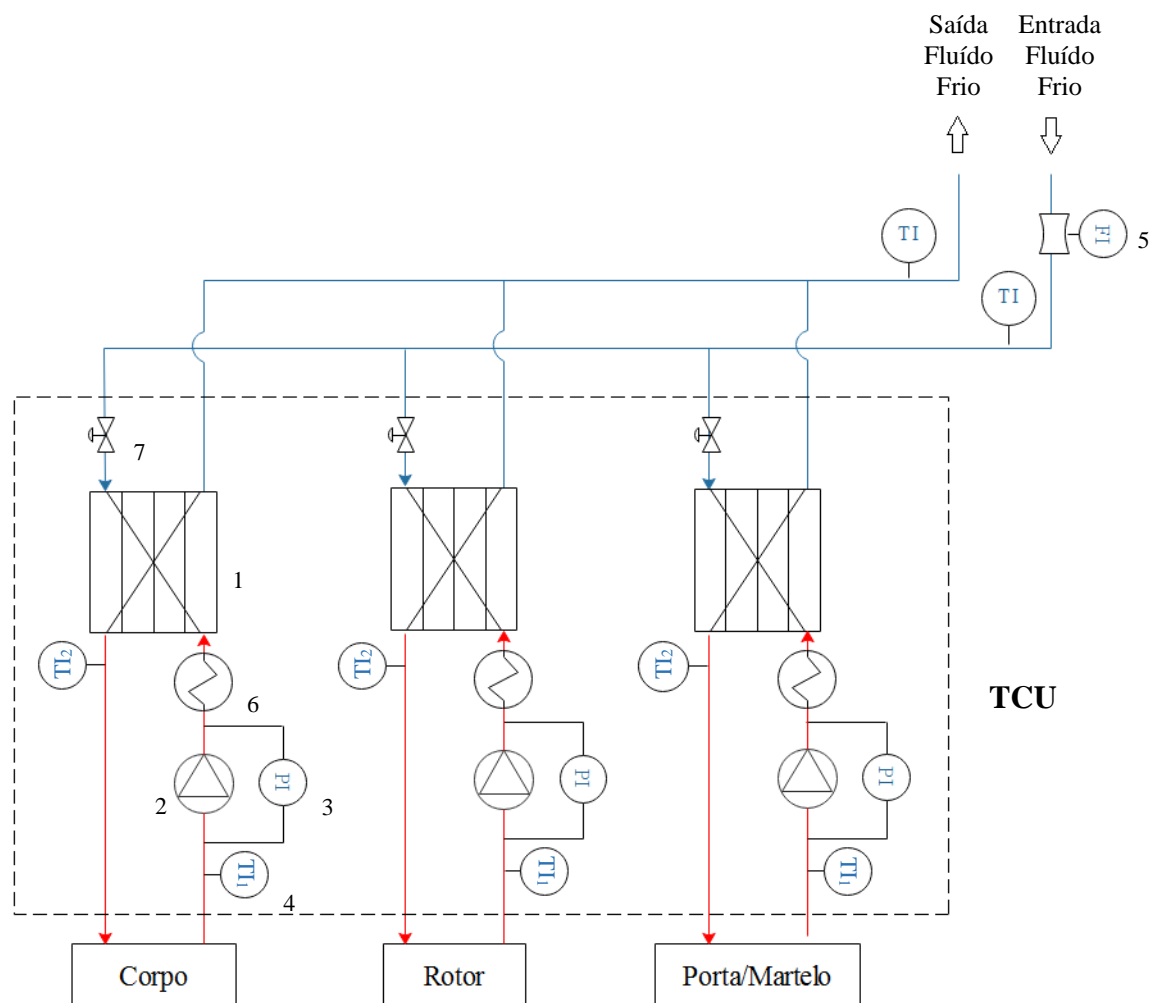 Saída Entrada
Fluído Fluído
Frio Frio
TI
FI 5
TI
7
1
TI₂ TI₂ TI₂
6
TCU
2 PI 3 PI PI
TI₁ TI₁ TI₁
4
Corpo Rotor Porta/Martelo